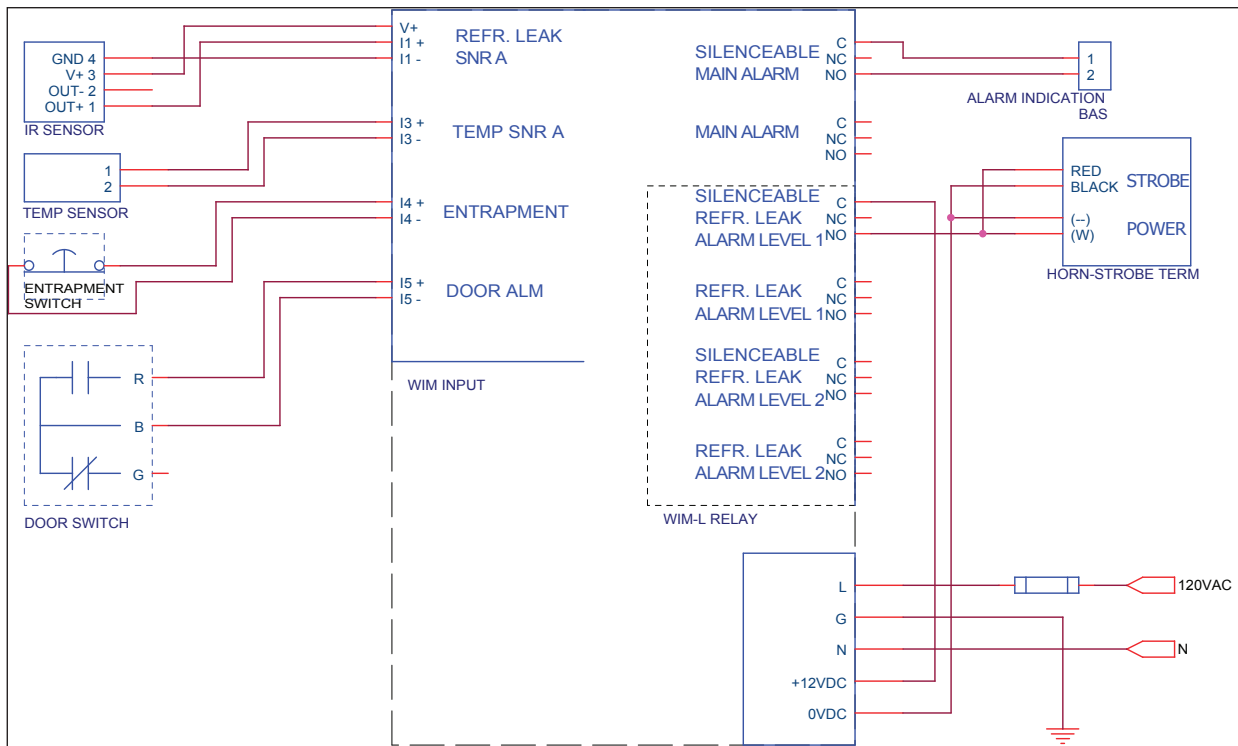 GND 4
V+ 3
OUT- 2
OUT+ 1
IR SENSOR
1
2
TEMP SENSOR
ENTRAPMENT
SWITCH
R
B
G
DOOR SWITCH
V+
I1 +
I1 -
REFR. LEAK
SNR A
I3 +
I3 -
TEMP SNR A
I4 +
I4 -
ENTRAPMENT
I5 +
I5 -
DOOR ALM
WIM INPUT
SILENCEABLE
MAIN ALARM
C
NC
NO
MAIN ALARM
C
NC
NO
SILENCEABLE
REFR. LEAK
ALARM LEVEL 1
C
NC
NO
REFR. LEAK
ALARM LEVEL 1
C
NC
NO
SILENCEABLE
REFR. LEAK
ALARM LEVEL 2
C
NC
NO
REFR. LEAK
ALARM LEVEL 2
C
NC
NO
WIM-L RELAY
1
2
ALARM INDICATION
BAS
RED
BLACK
STROBE
(--)
(W)
POWER
HORN-STROBE TERM
L
G
N
+12VDC
0VDC
120VAC
N